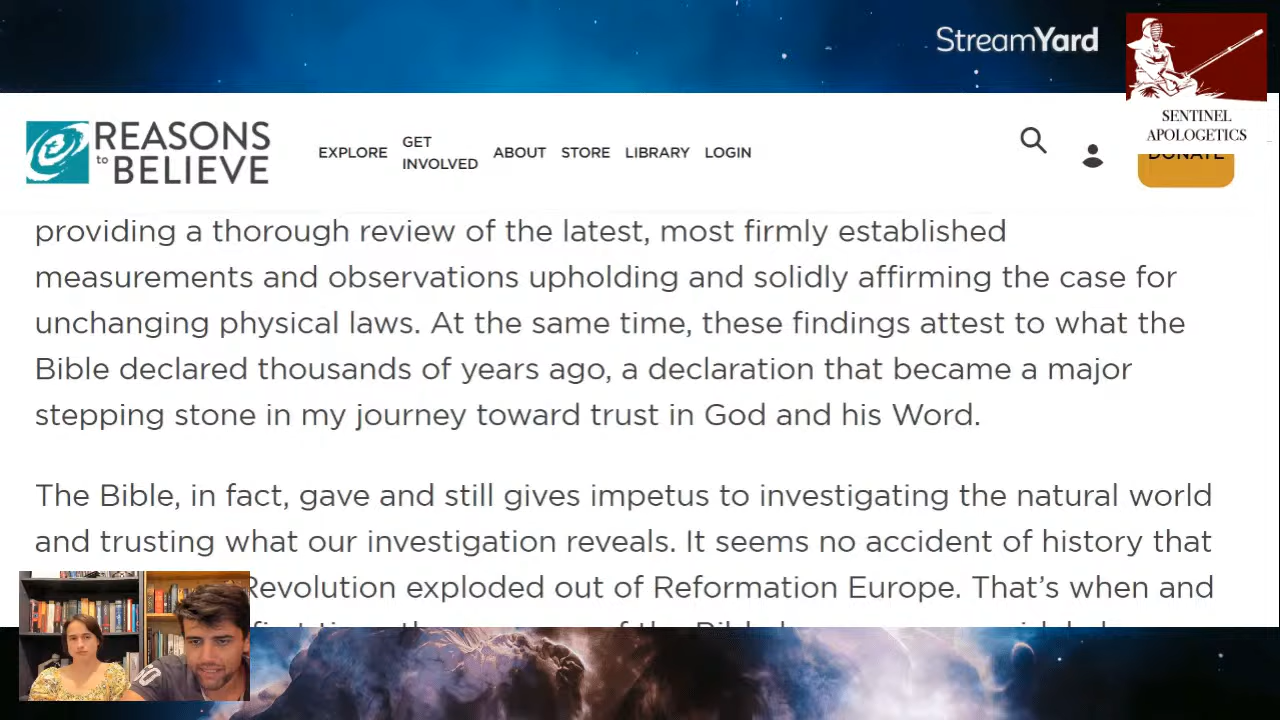 StreamYard
SENTINEL
APOLOGETICS
REASONS
to
BELIEVE
EXPLORE
GET
INVOLVED
ABOUT
STORE
LIBRARY
LOGIN
DONATE
providing a thorough review of the latest, most firmly established
measurements and observations upholding and solidly affirming the case for
unchanging physical laws. At the same time, these findings attest to what the
Bible declared thousands of years ago, a declaration that became a major
stepping stone in my journey toward trust in God and his Word.
The Bible, in fact, gave and still gives impetus to investigating the natural world
and trusting what our investigation reveals. It seems no accident of history that
Revolution exploded out of Reformation Europe. That's when and